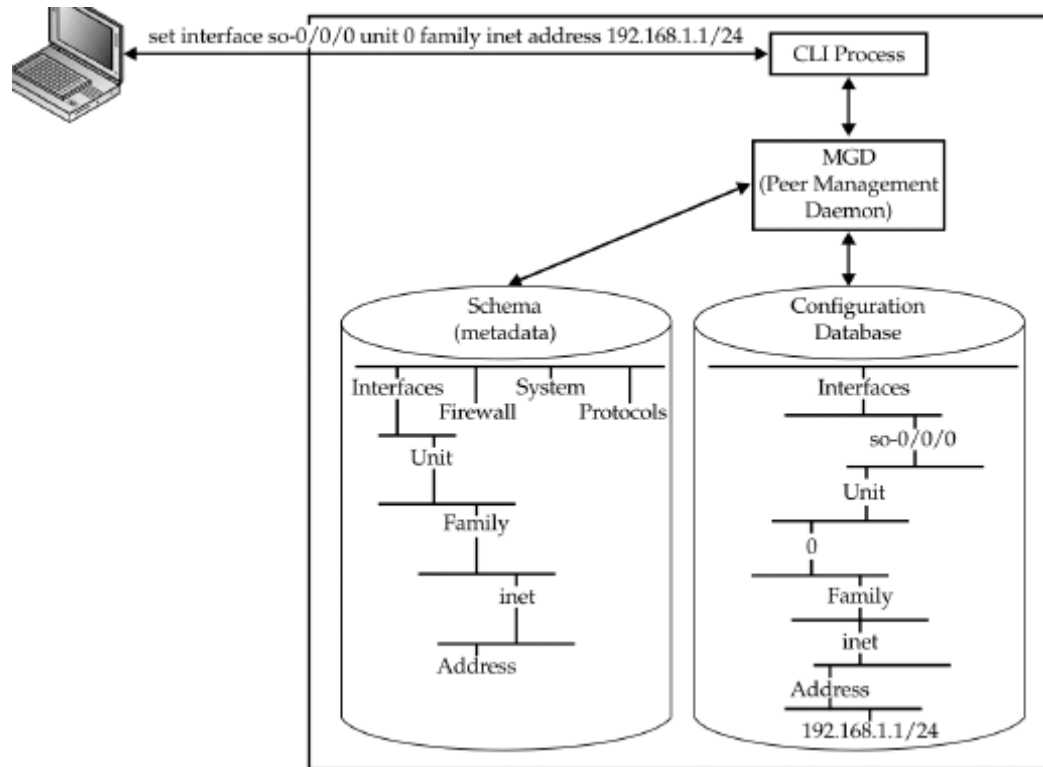 set interface so-0/0/0 unit 0 family inet address 192.168.1.1/24
CLI Process
MGD
(Peer Management
Daemon)
Schema
(metadata)
Interfaces
Firewall
System
Protocols
Unit
Family
inet
Address
Configuration
Database
Interfaces
so-0/0/0
Unit
0
Family
inet
Address
192.168.1.1/24